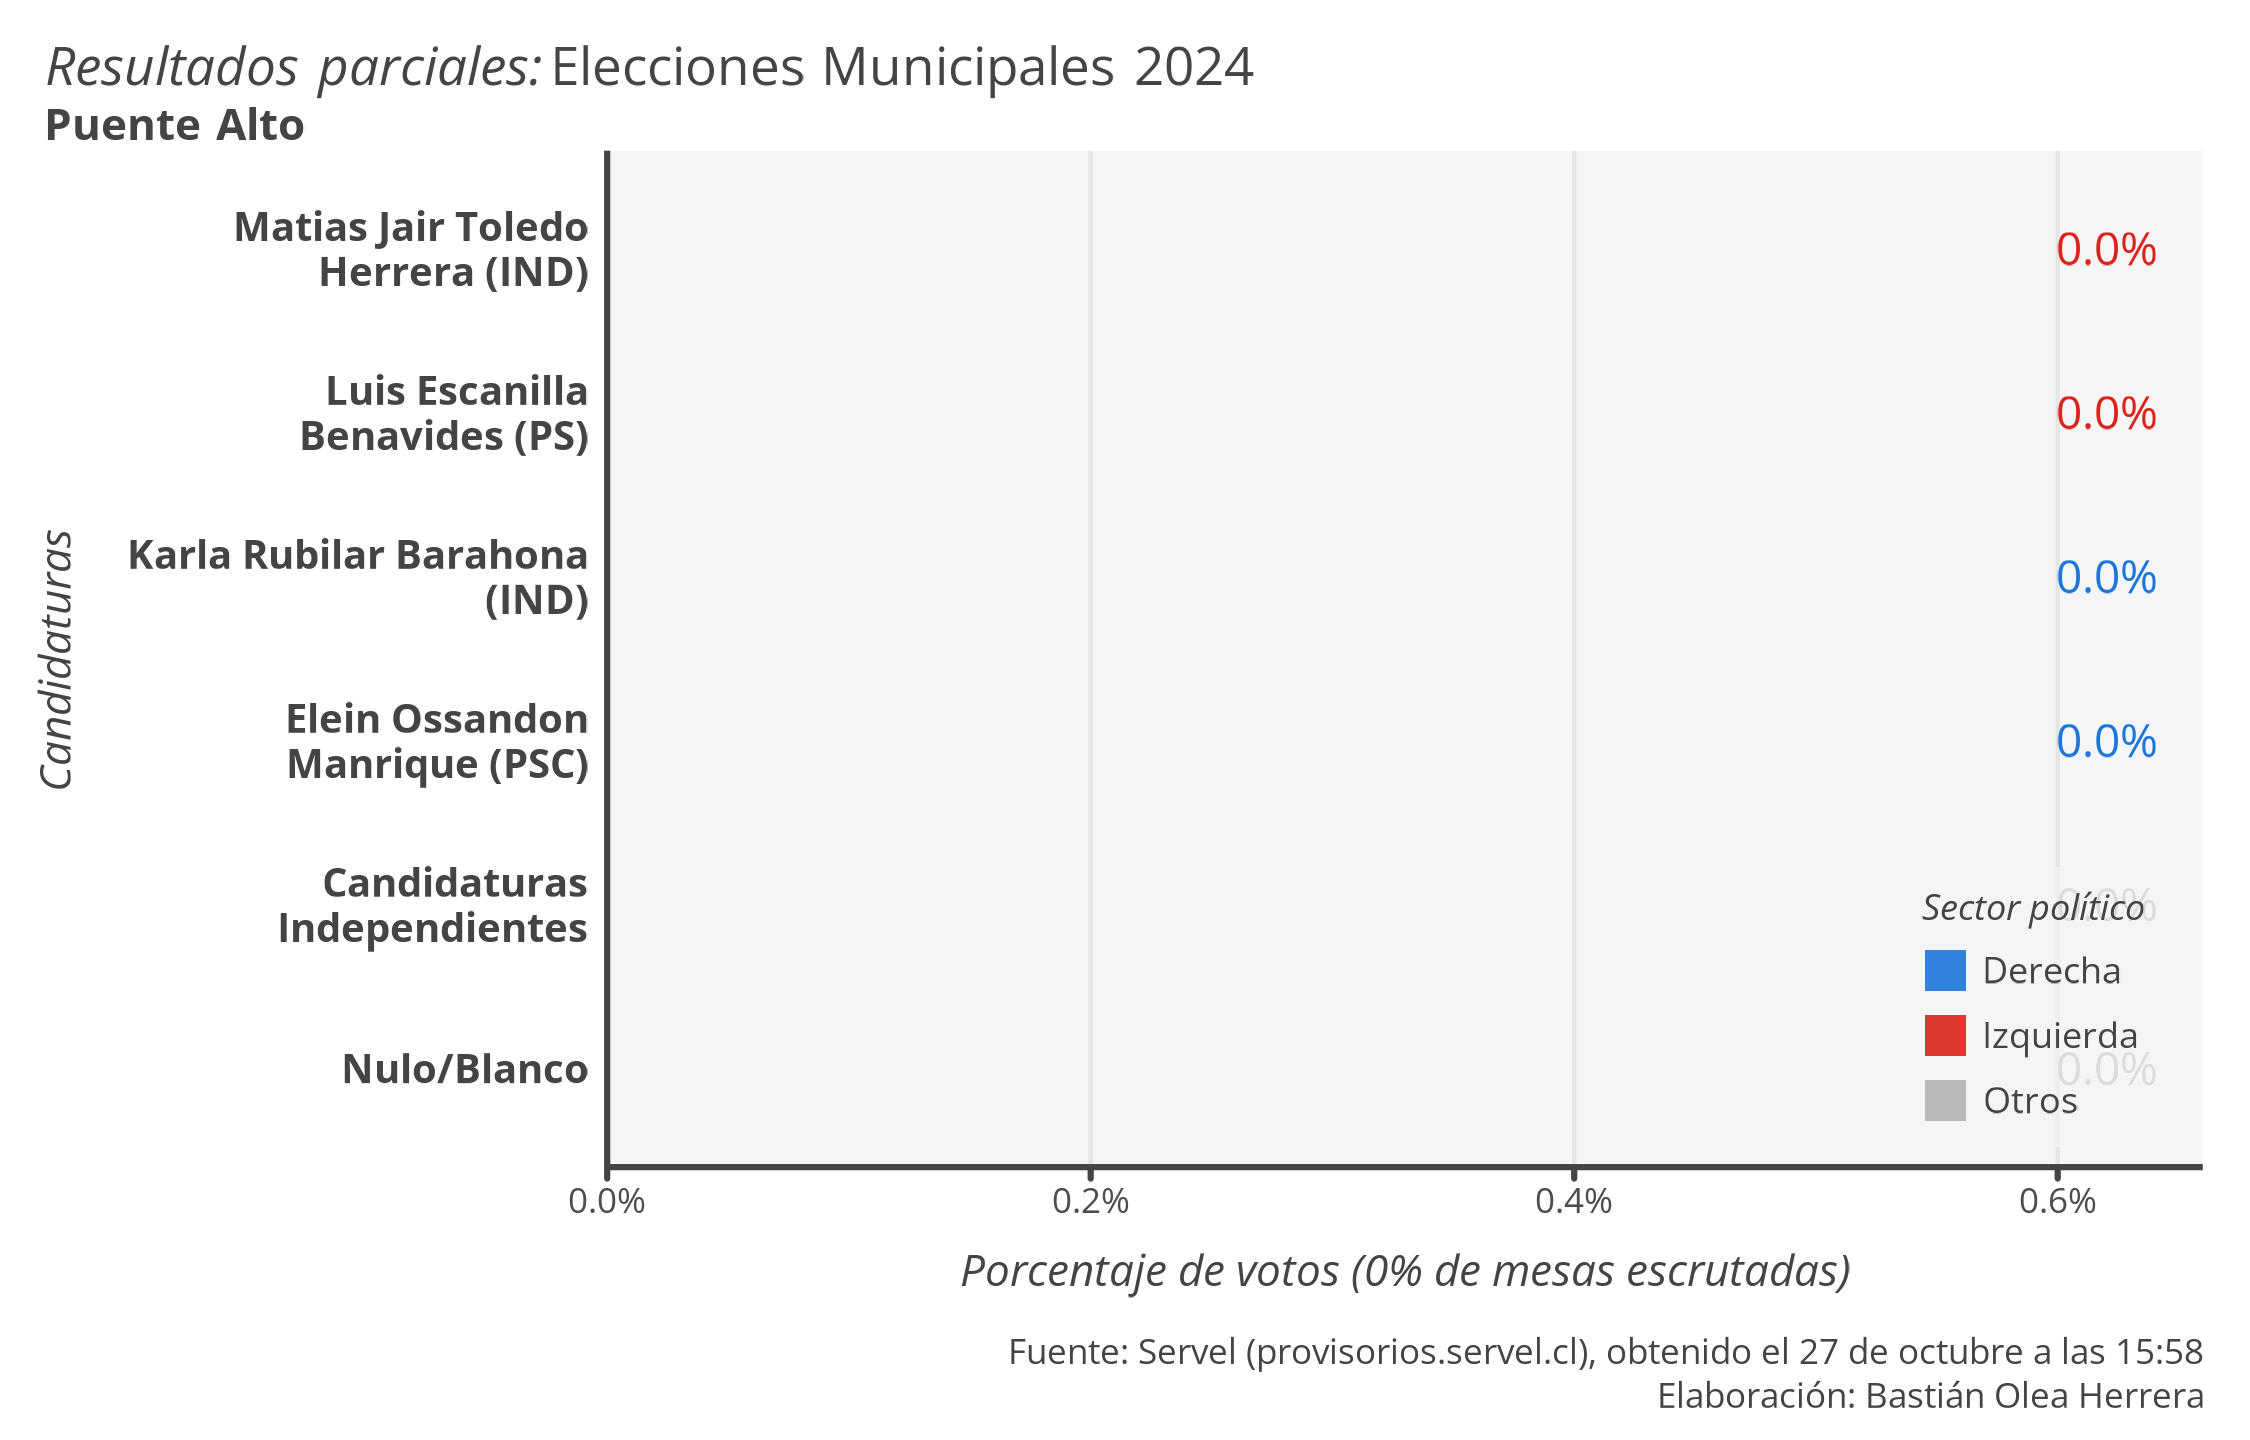 Resultados parciales: Elecciones Municipales 2024
Puente Alto
Candidaturas
Matias Jair Toledo
Herrera (IND)
0.0%
Luis Escanilla
Benavides (PS)
0.0%
Karla Rubilar Barahona
(IND)
0.0%
Elein Ossandon
Manrique (PSC)
0.0%
Candidaturas
Independientes
0.0%
Nulo/Blanco
0.0%
Sector político
Derecha
Izquierda
Otros
0.0%
0.2%
0.4%
0.6%
Porcentaje de votos (0% de mesas escrutadas)
Fuente: Servel (provisorios.servel.cl), obtenido el 27 de octubre a las 15:58
Elaboración: Bastián Olea Herrera